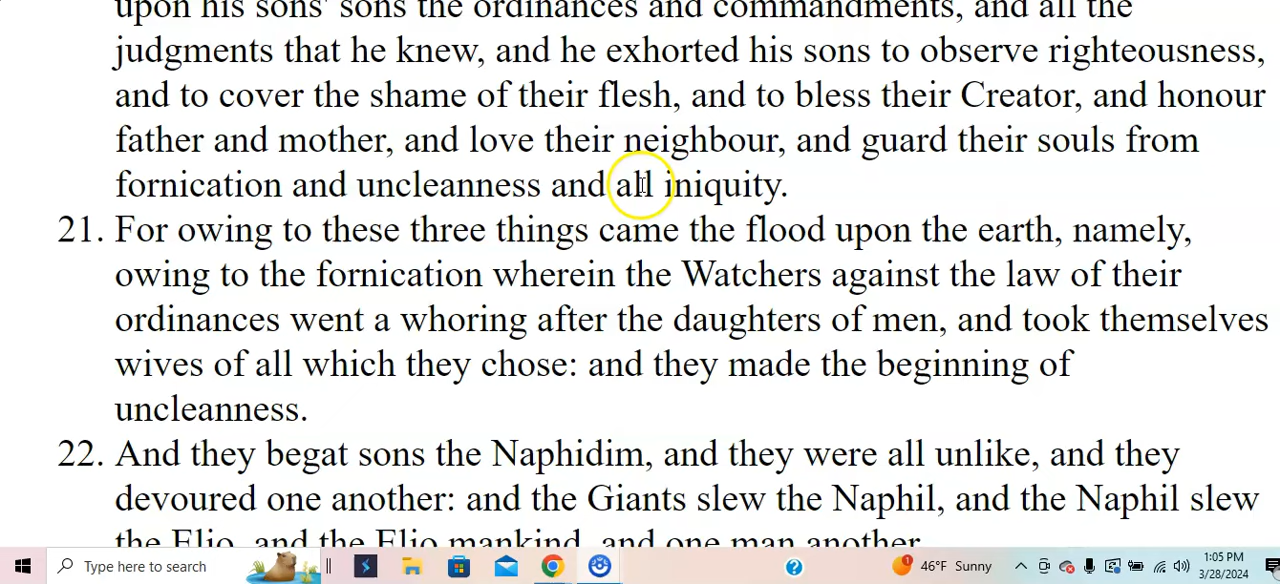 upon his sons' sons the ordinances and commandments, and all the
judgments that he knew, and he exhorted his sons to observe righteousness,
and to cover the shame of their flesh, and to bless their Creator, and honour
father and mother, and love their neighbour, and guard their souls from
fornication and uncleanness and all iniquity.
21. For owing to these three things came the flood upon the earth, namely,
owing to the fornication wherein the Watchers against the law of their
ordinances went a whoring after the daughters of men, and took themselves
wives of all which they chose: and they made the beginning of
uncleanness.
22. And they begat sons the Naphidim, and they were all unlike, and they
devoured one another: and the Giants slew the Naphil, and the Naphil slew
the Eljo, and the Eljo mankind, and one man another.
Type here to search
1
46°F Sunny
1:05 PM
3/28/2024